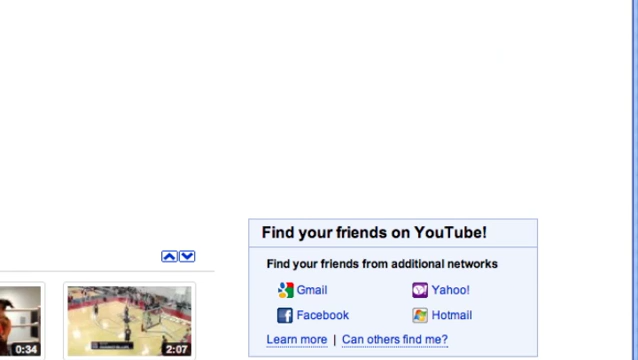 Find your friends on YouTube!
Find your friends from additional networks
Gmail
Yahoo!
Facebook
Hotmail
Learn more | Can others find me?
0:34
2:07